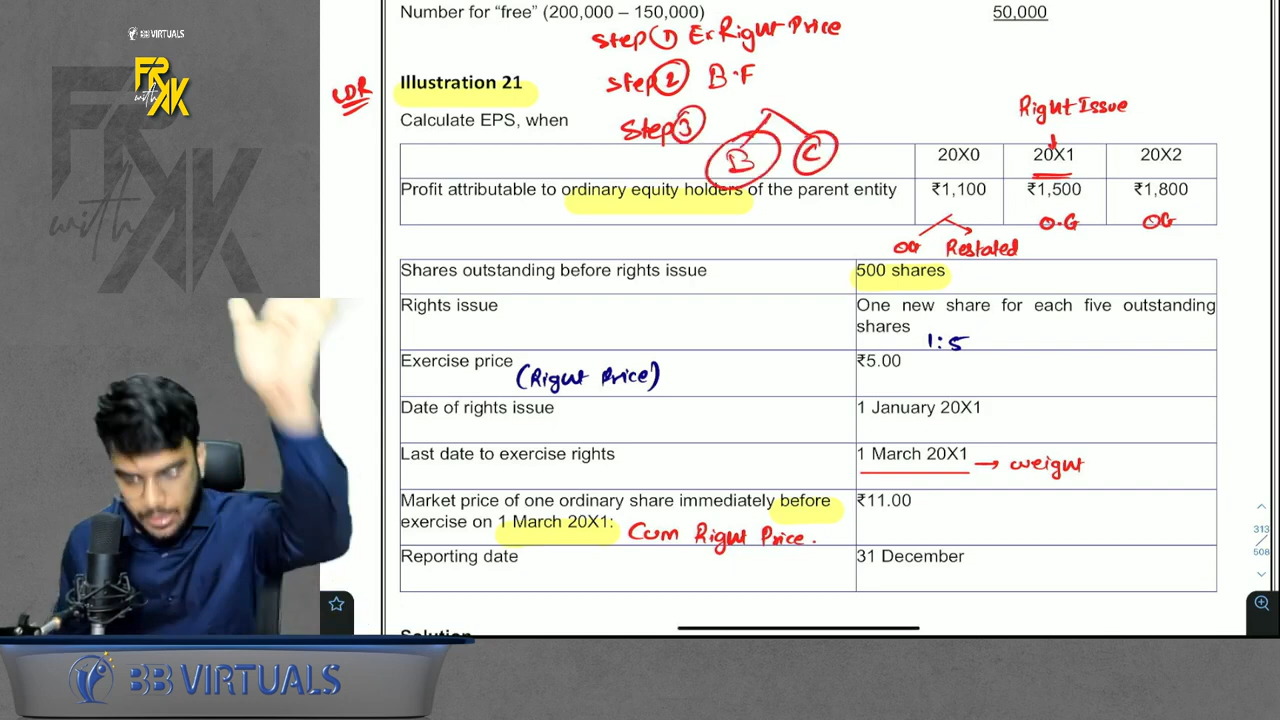 Number for “free” (200,000 – 150,000) 50,000
Step ① Ex Right Price
BB VIRTUALS
FR with AK
Illustration 21
Step ② B.F
LDR
Calculate EPS, when
Step ③
B C
Right Issue
20X0 20X1 20X2
Profit attributable to ordinary equity holders of the parent entity ₹1,100 ₹1,500 ₹1,800
O.G OG
OG Restated
Shares outstanding before rights issue 500 shares
Rights issue One new share for each five outstanding
shares
1:5
Exercise price ₹5.00
(Right Price)
Date of rights issue 1 January 20X1
Last date to exercise rights 1 March 20X1 → weight
Market price of one ordinary share immediately before ₹11.00
exercise on 1 March 20X1: Cum Right Price.
Reporting date 31 December
313
508
Solution
BB VIRTUALS